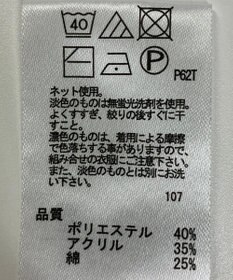 40
P
P62T
ネット使用。
淡色のものは無蛍光洗剤を使用。
よくすすぎ、絞りの後すぐに干
すこと。
濃色のものは、着用による摩擦
で色落ちする事がありますので、
組み合せの衣服にご注意下さい。
また、淡色のものとは別にお洗
い下さい。
107
品質
ポリエステル 40%
アクリル 35%
綿 25%